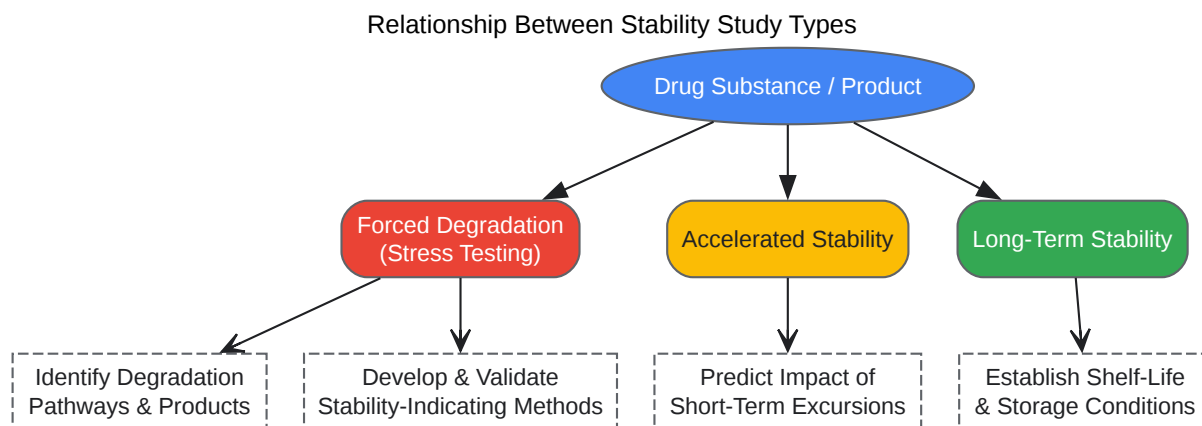 Relationship Between Stability Study Types
Drug Substance / Product
Forced Degradation
(Stress Testing)
Accelerated Stability
Long-Term Stability
Identify Degradation
Pathways & Products
Develop & Validate
Stability-Indicating Methods
Predict Impact of
Short-Term Excursions
Establish Shelf-Life
& Storage Conditions